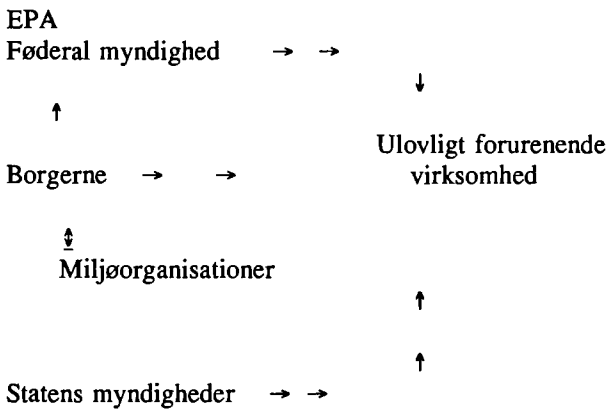 EPA
Føderal myndighed → →
↓
↑
Ulovligt forurenende
Borgerne → → virksomhed
↕
Miljøorganisationer
↑
↑
Statens myndigheder → →